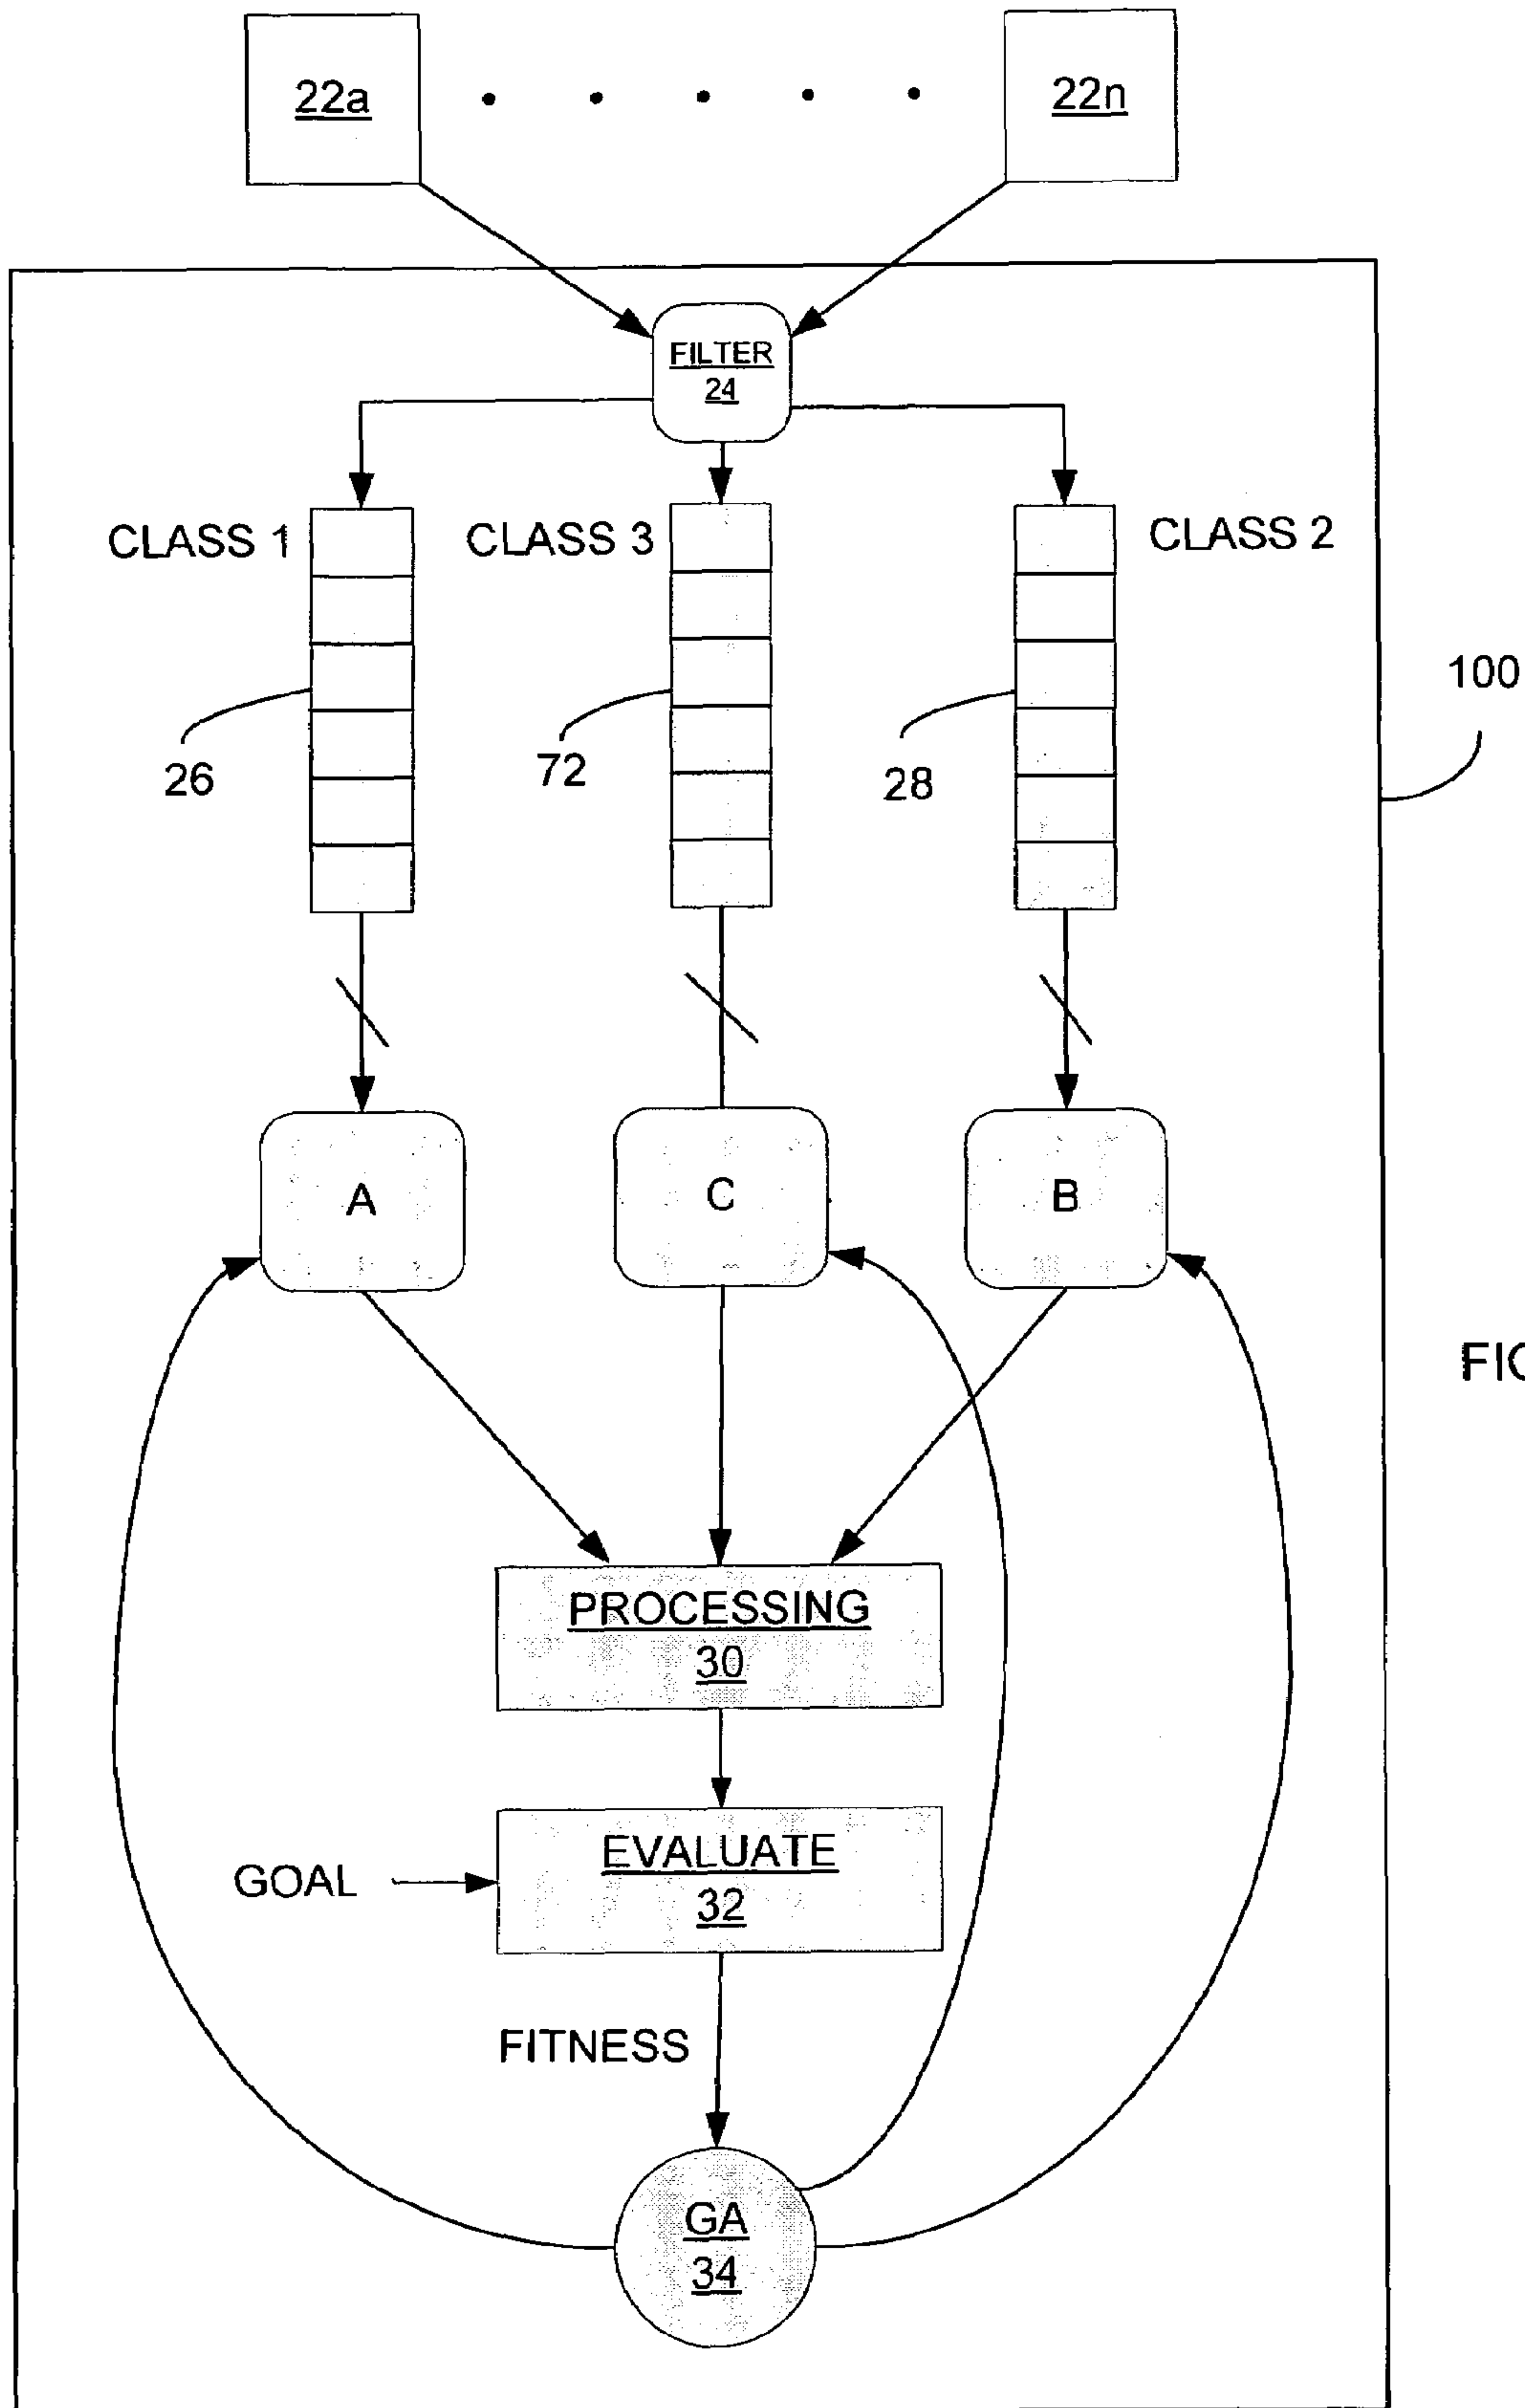 22a
22n
FILTER
24
CLASS 1
CLASS 3
CLASS 2
100
26
72
28
A
C
B
FIG
PROCESSING
30
EVALUATE
32
GOAL
FITNESS
GA
34